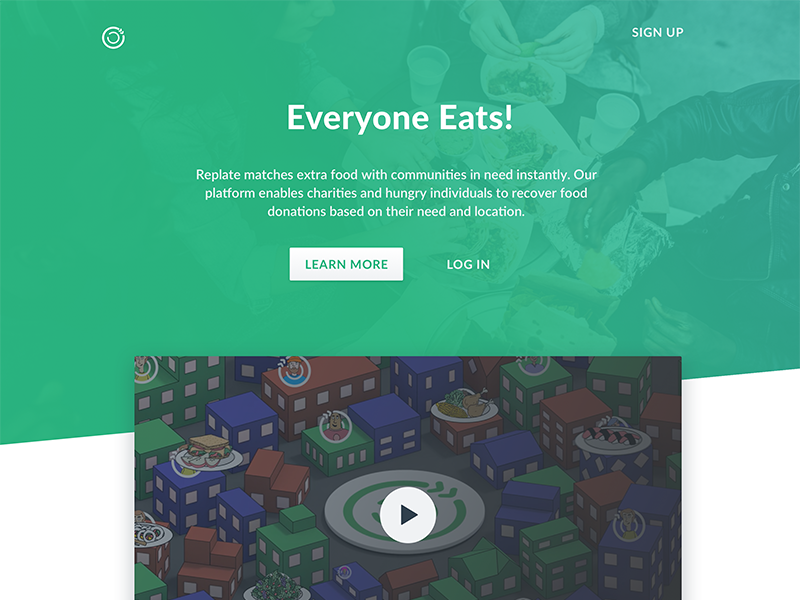 SIGN UP
Everyone Eats!
Replate matches extra food with communities in need instantly. Our
platform enables charities and hungry individuals to recover food
donations based on their need and location.
LEARN MORE
LOG IN